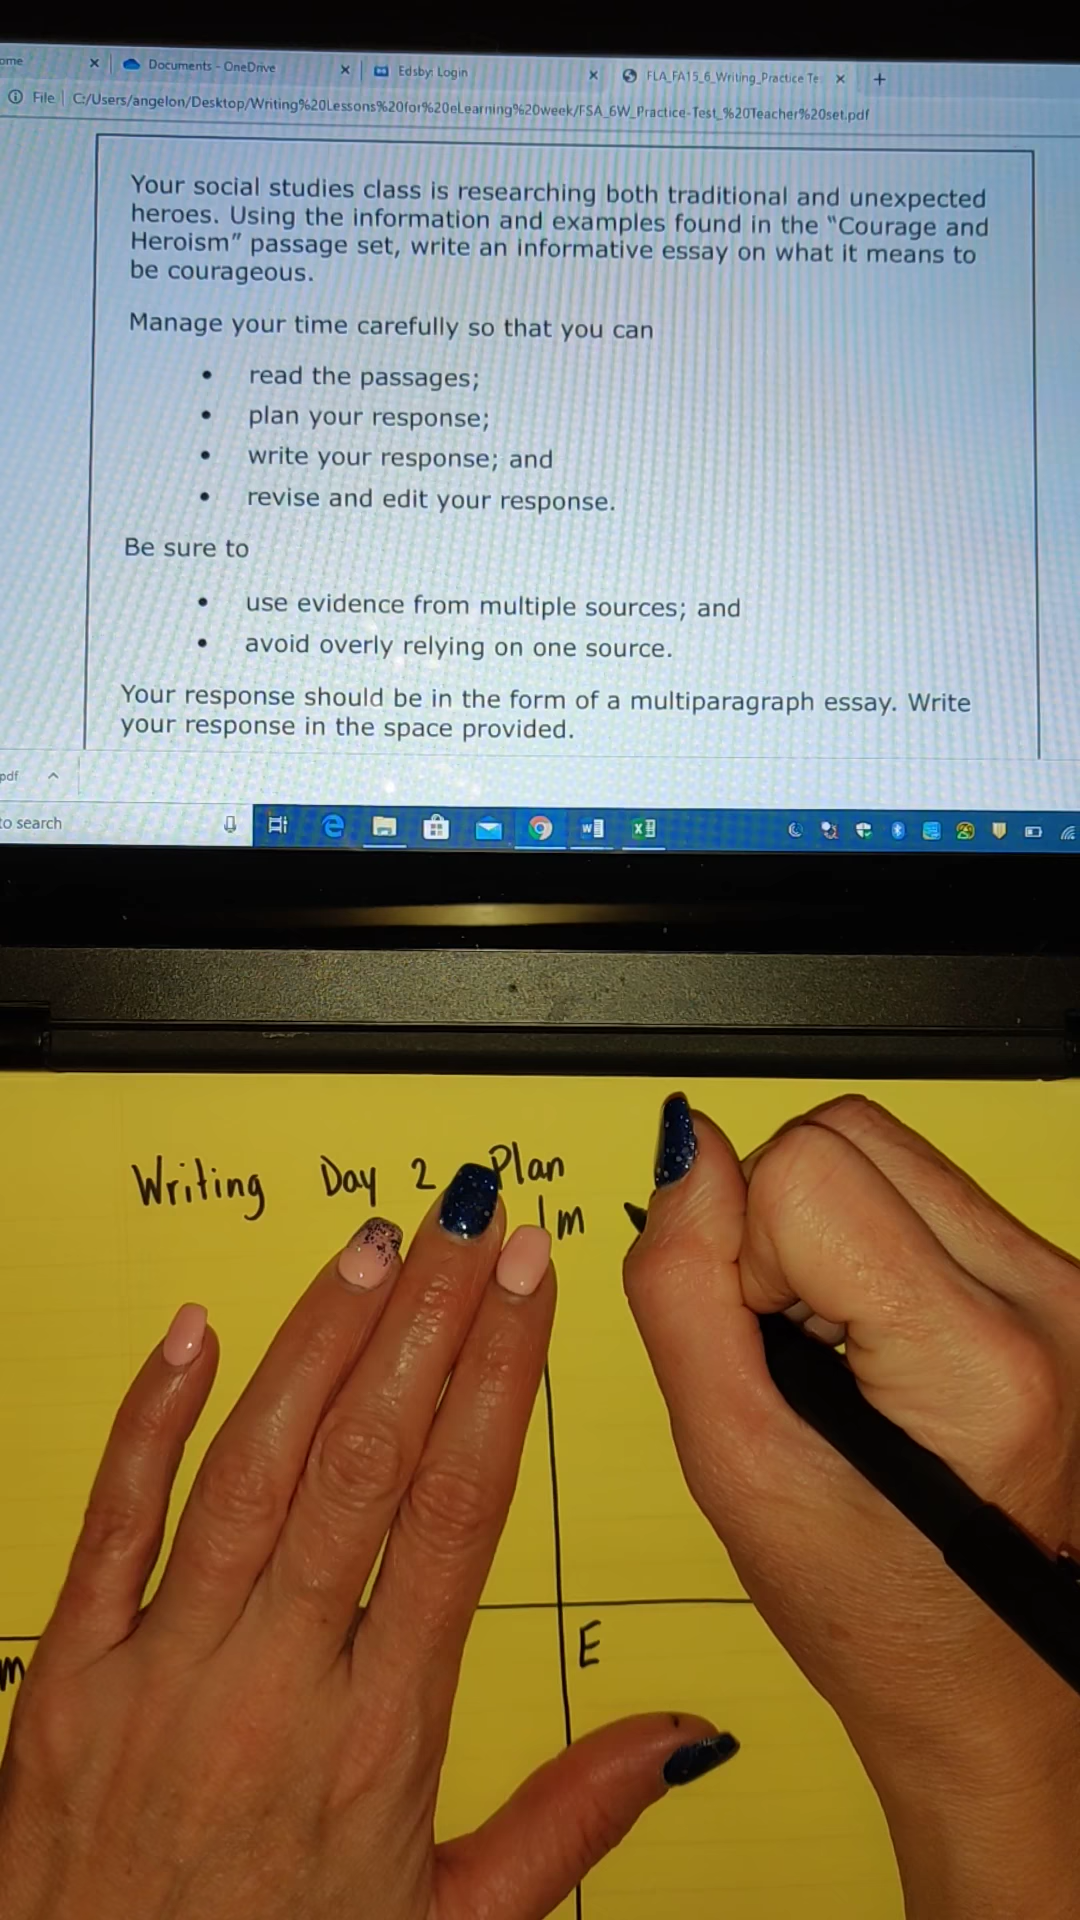 ome
Documents - OneDrive
Edsby: Login
FLA_FA15_6_Writing_Practice Te
File
C:/Users/angelon/Desktop/Writing%20Lessons%20for%20eLearning%20week/FSA_6W_Practice-Test_%20Teacher%20set.pdf
Your social studies class is researching both traditional and unexpected
heroes. Using the information and examples found in the “Courage and
Heroism” passage set, write an informative essay on what it means to
be courageous.
Manage your time carefully so that you can
• read the passages;
• plan your response;
• write your response; and
• revise and edit your response.
Be sure to
• use evidence from multiple sources; and
• avoid overly relying on one source.
Your response should be in the form of a multiparagraph essay. Write
your response in the space provided.
pdf
to search
Writing Day 2 Plan
m
E
m